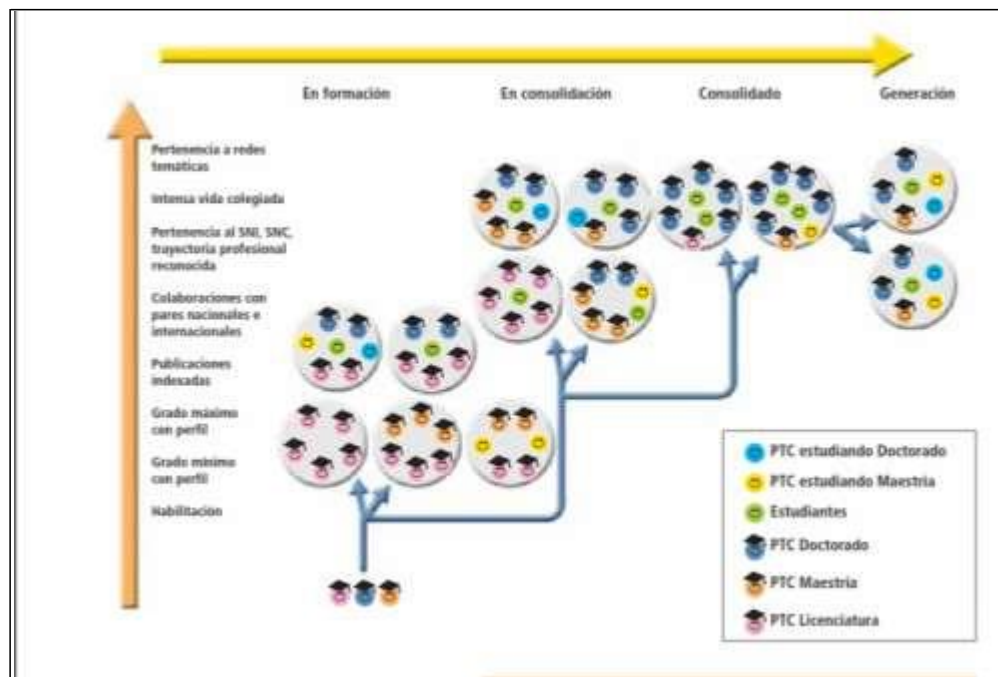 En formación
En consolidación
Consolidado
Generación
Pertenencia a redes
temáticas
Intensa vida colegiada
Pertenencia al SNI, SNC,
trayectoria profesional
reconocida
Colaboraciones con
pares nacionales e
internacionales
Publicaciones
indexadas
Grado máximo
con perfil
Grado mínimo
con perfil
Habilitación
PTC estudiando Doctorado
PTC estudiando Maestría
Estudiantes
PTC Doctorado
PTC Maestría
PTC Licenciatura